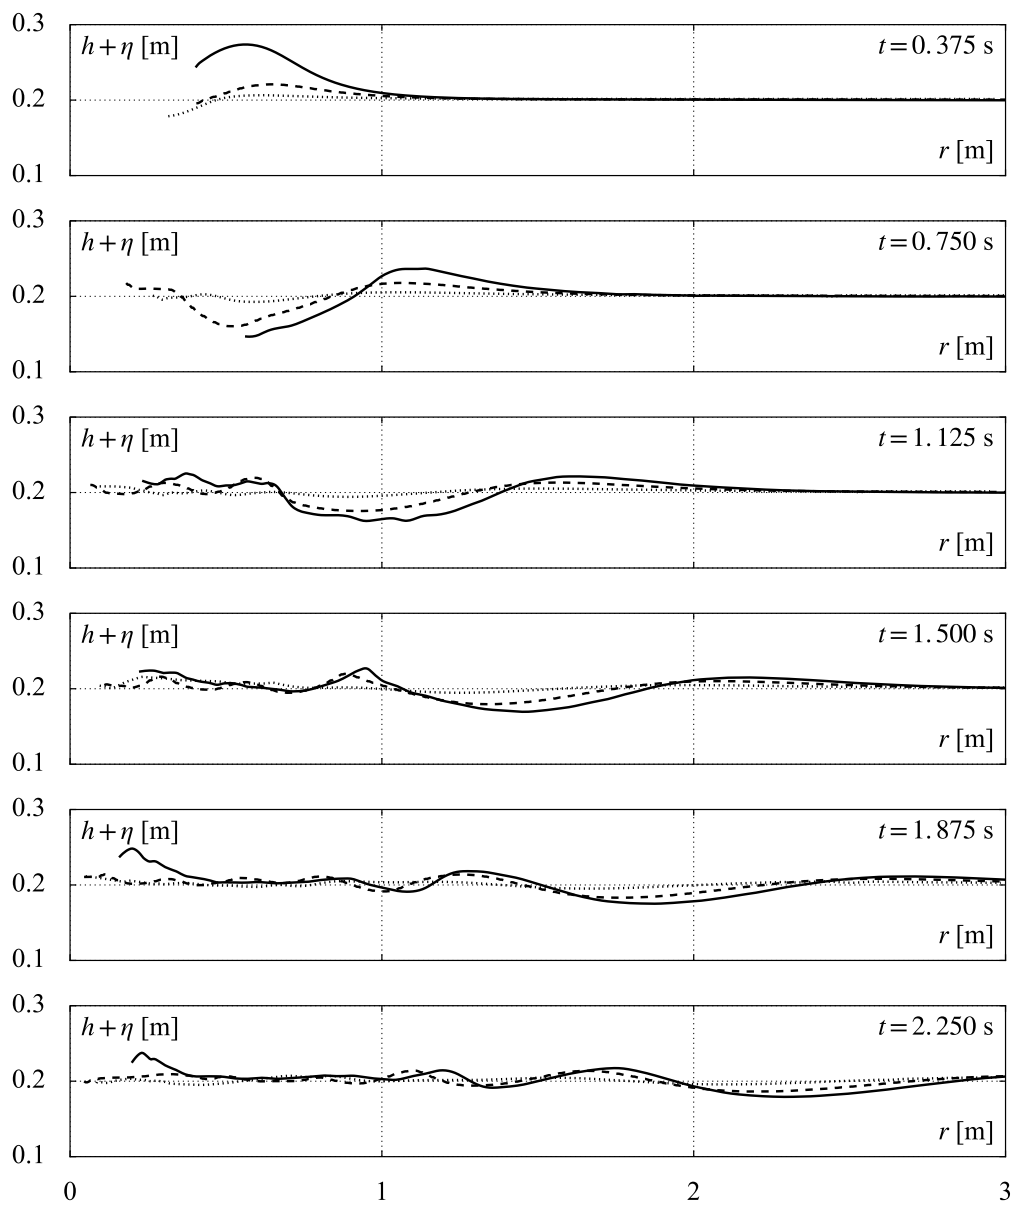 0.3
h + η [m] t = 0.375 s
0.2
r [m]
0.1
0.3
h + η [m] t = 0.750 s
0.2
r [m]
0.1
0.3
h + η [m] t = 1.125 s
0.2
r [m]
0.1
0.3
h + η [m] t = 1.500 s
0.2
r [m]
0.1
0.3
h + η [m] t = 1.875 s
0.2
r [m]
0.1
0.3
h + η [m] t = 2.250 s
0.2
r [m]
0.1
0 1 2 3